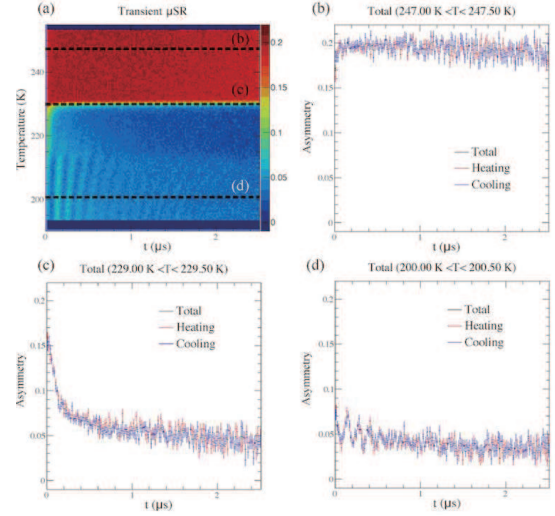 (a) Transient μSR
(b)
(c)
(d)
Temperature (K)
240
220
200
0 1 2
t (μs)
0.2
0.15
0.1
0.05
0
(b) Total (247.00 K <T< 247.50 K)
Asymmetry
0.2
0.15
0.1
0.05
0
Total
Heating
Cooling
0 1 2
t (μs)
(c) Total (229.00 K <T< 229.50 K)
Asymmetry
0.2
0.15
0.1
0.05
0
Total
Heating
Cooling
0 1 2
t (μs)
(d) Total (200.00 K <T< 200.50 K)
Asymmetry
0.2
0.15
0.1
0.05
0
Total
Heating
Cooling
0 1 2
t (μs)